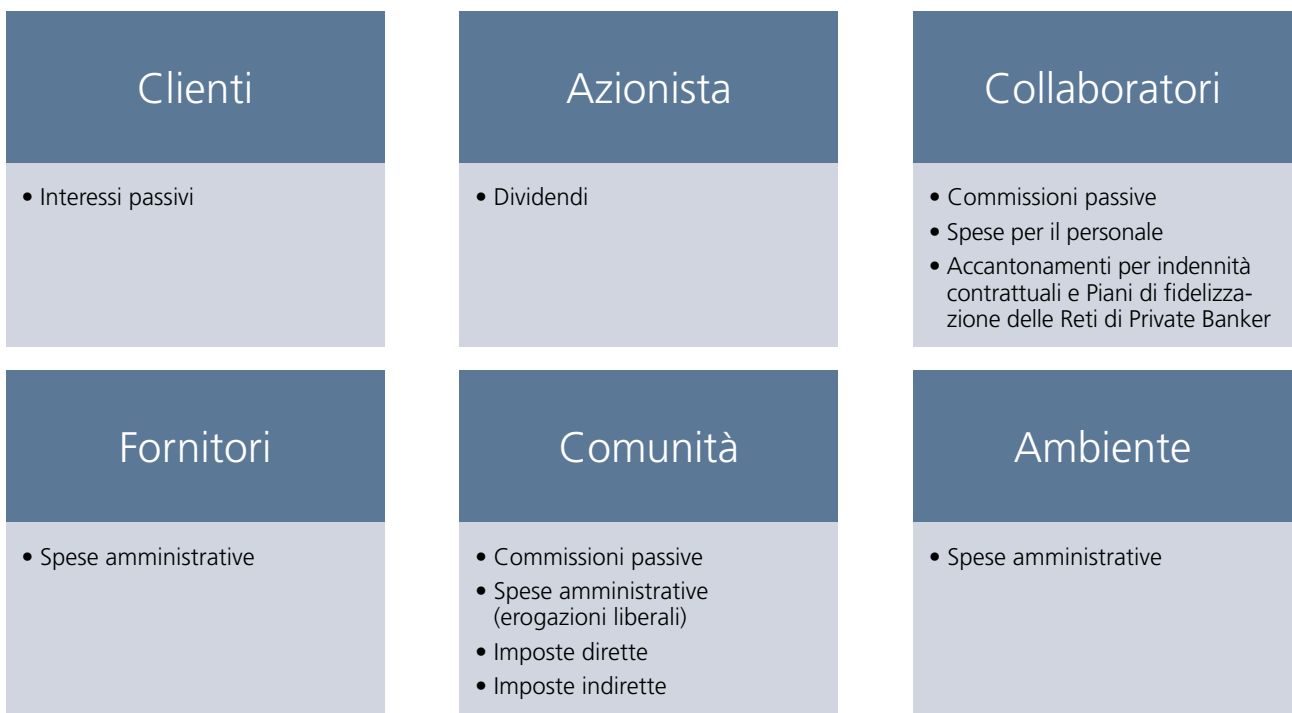 Clienti
• Interessi passivi
Azionista
• Dividendi
Collaboratori
• Commissioni passive
• Spese per il personale
• Accantonamenti per indennità
contrattuali e Piani di fidelizza-
zione delle Reti di Private Banker
Fornitori
• Spese amministrative
Comunità
• Commissioni passive
• Spese amministrative
(erogazioni liberali)
• Imposte dirette
• Imposte indirette
Ambiente
• Spese amministrative